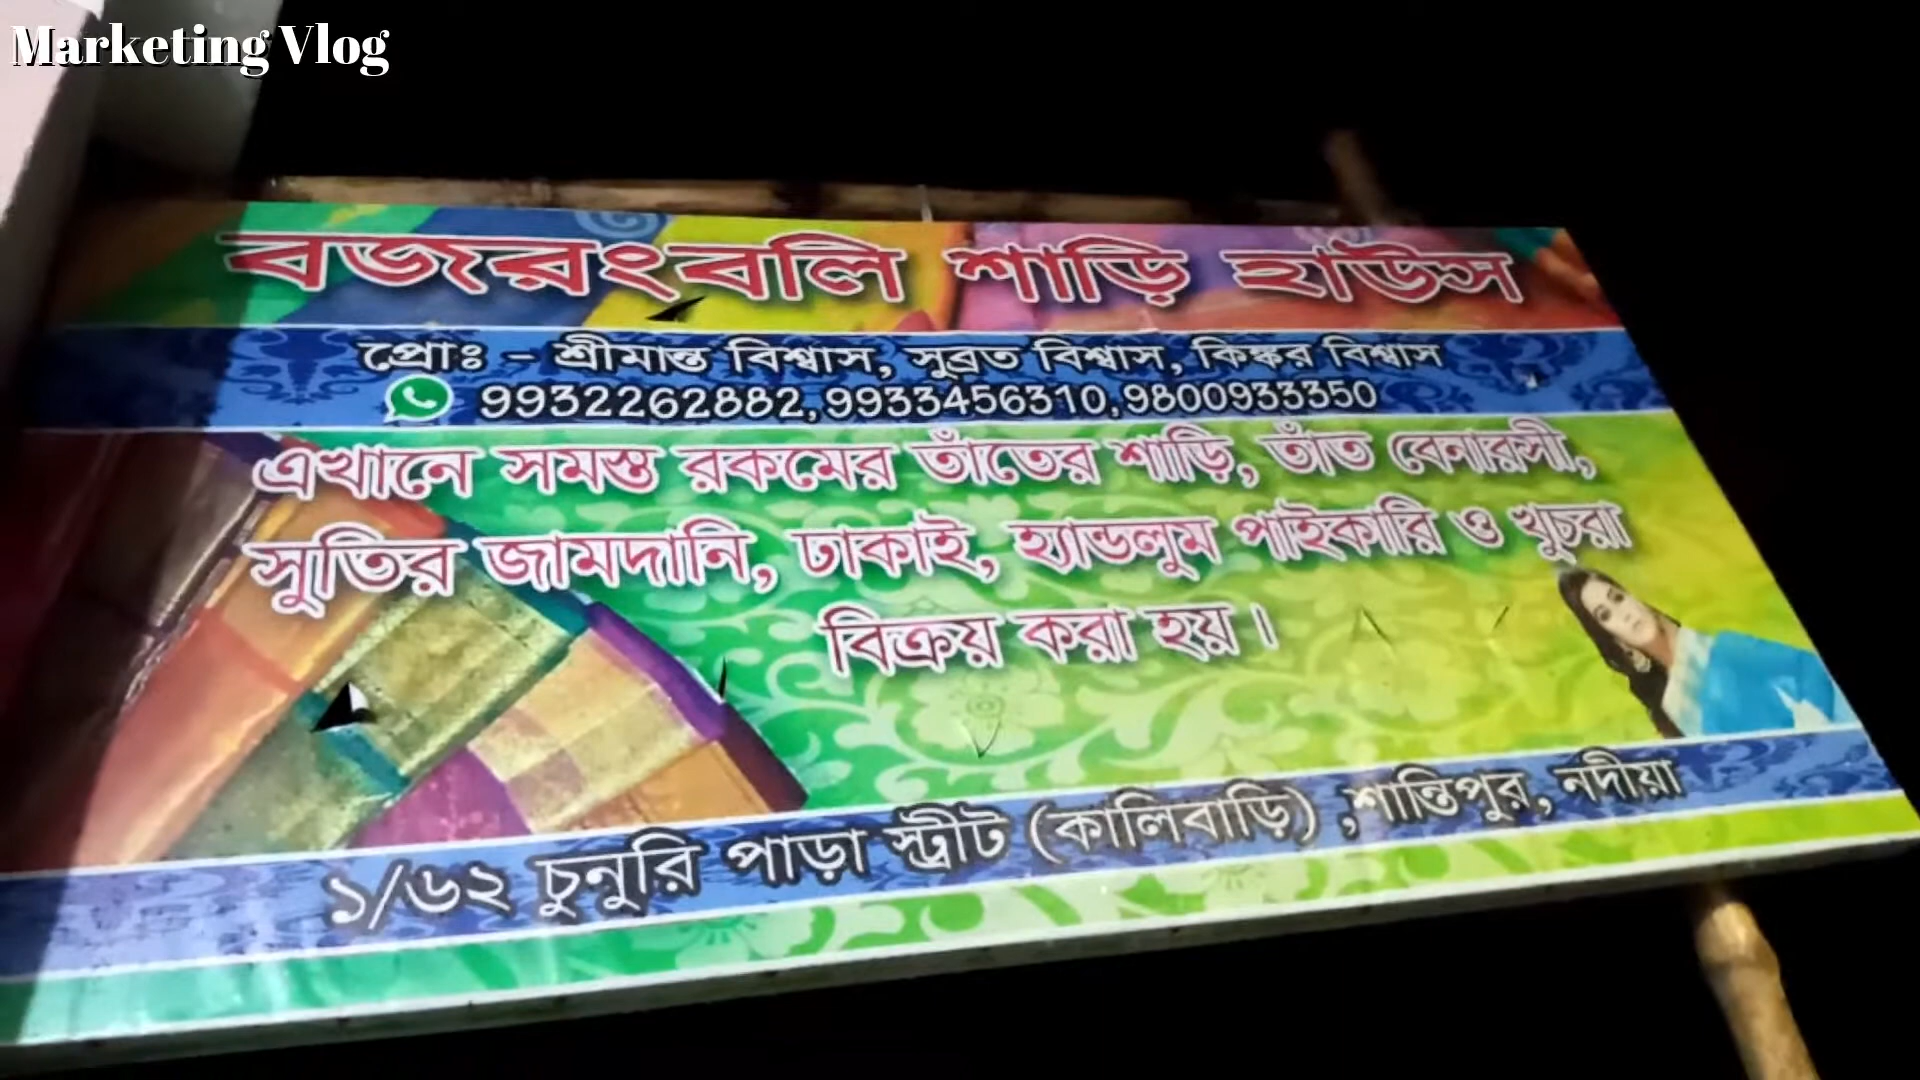 Marketing Vlog
বজরংবলি শাড়ি হাউস
প্রোঃ - শ্রীমান্ত বিশ্বাস, সুব্রত বিশ্বাস, কিঙ্কর বিশ্বাস
9932262882,9933456310,9800933350
এখানে সমস্ত রকমের তাঁতের শাড়ি, তাঁত বেনারসী,
সুতির জামদানি, ঢাকাই, হ্যান্ডলুম পাইকারি ও খুচরা
বিক্রয় করা হয়।
১/৬২ চুনুরি পাড়া স্ট্রীট (কালিবাড়ি) ,শান্তিপুর, নদীয়া